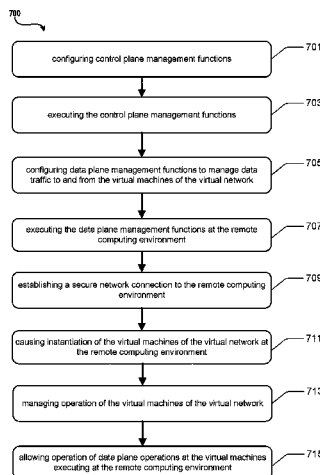 700
configuring control plane management functions
701
executing the control plane management functions
703
configuring data plane management functions to manage data
traffic to and from the virtual machines of the virtual network
705
executing the date plane management functions at the remote
computing environment
707
establishing a secure network connection to the remote computing
environment
709
causing instantiation of the virtual machines of the virtual network at
the remote computing environment
711
managing operation of the virtual machines of the virtual network
713
allowing operation of date plane operations at the virtual machines
executing at the remote computing environment
715